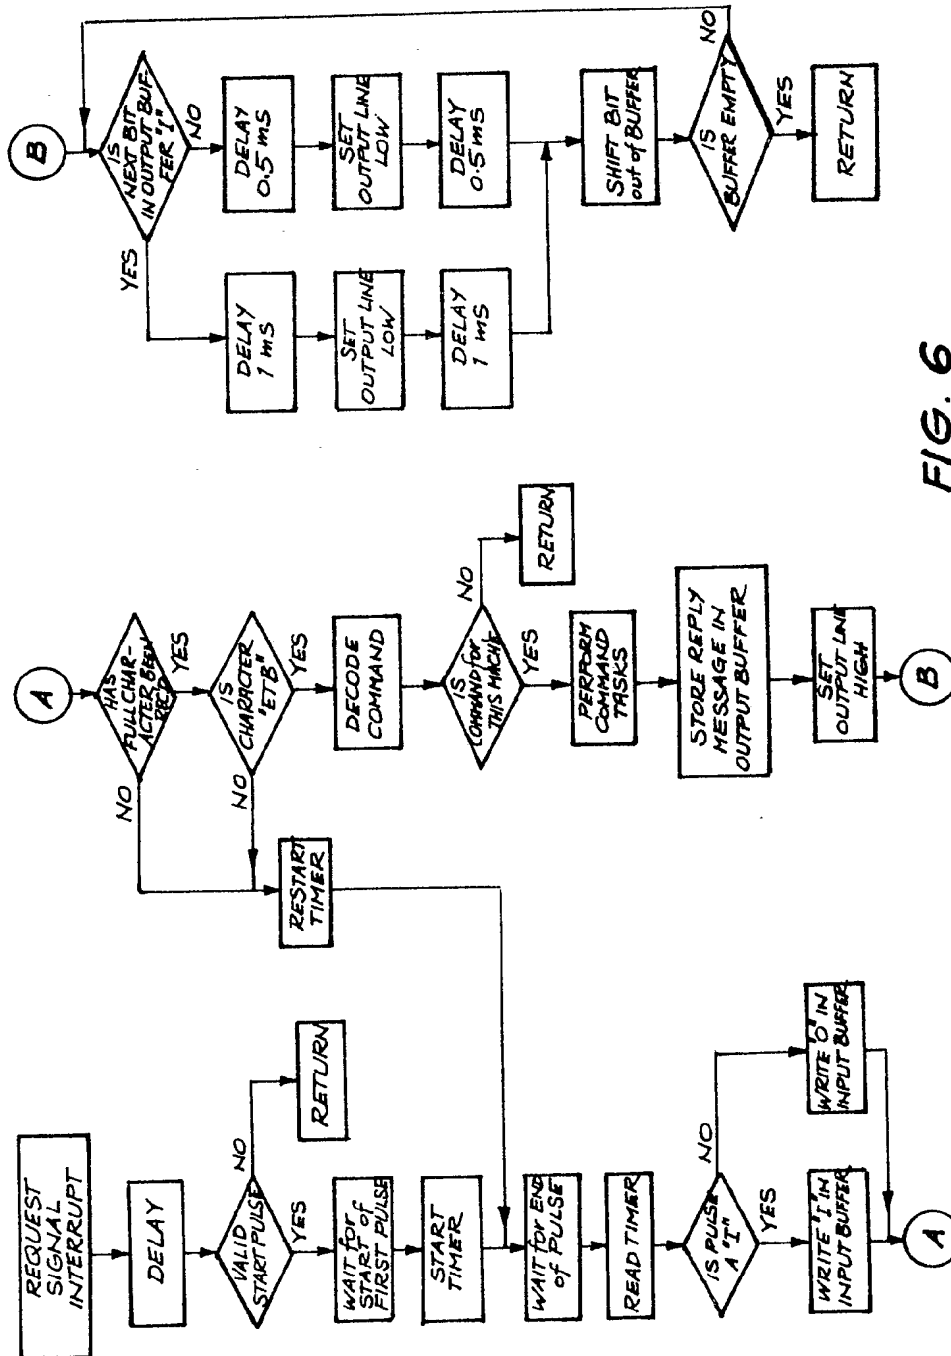 REQUEST
SIGNAL
INTERRUPT
DELAY
VALID
START PULSE
NO
RETURN
YES
WAIT for
START of
FIRST PULSE
START
TIMER
WAIT for END
of PULSE
READ TIMER
IS PULSE
A "1"
NO
YES
WRITE "1" IN
INPUT BUFFER
WRITE "0" IN
INPUT BUFFER
A
A
HAS
FULL CHAR-
ACTER BEEN
REC'D
NO
YES
IS
CHARACTER
"ETB"
NO
YES
RESTART
TIMER
DECODE
COMMAND
IS
COMMAND for
THIS MACH'E
NO
RETURN
YES
PERFORM
COMMAND
TASKS
STORE REPLY
MESSAGE IN
OUTPUT BUFFER
SET
OUTPUT LINE
HIGH
B
B
IS
NEXT BIT
IN OUTPUT BUF-
FER "1"
YES
NO
DELAY
1 mS
SET
OUTPUT LINE
LOW
DELAY
1 mS
DELAY
0.5 mS
SET
OUTPUT LINE
LOW
DELAY
0.5 mS
SHIFT BIT
out of BUFFER
IS
BUFFER EMPTY
NO
YES
RETURN
FIG. 6